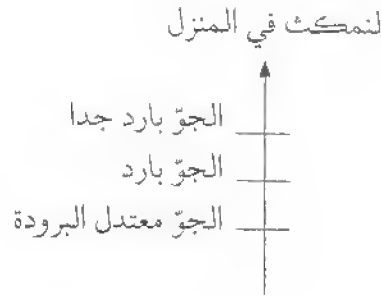 لنمكث في المنزل
الجوّ بارد جدا
الجوّ بارد
الجوّ معتدل البرودة